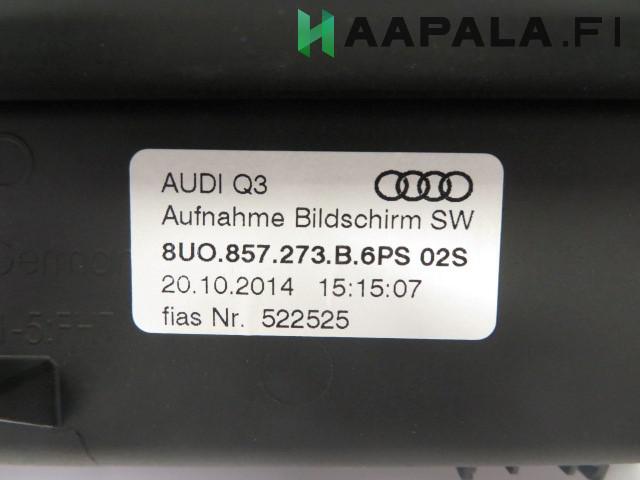 HAAPALA.FI
AUDI Q3
Aufnahme Bildschirm SW
8U0.857.273.B.6PS 02S
20.10.2014 15:15:07
fias Nr. 522525